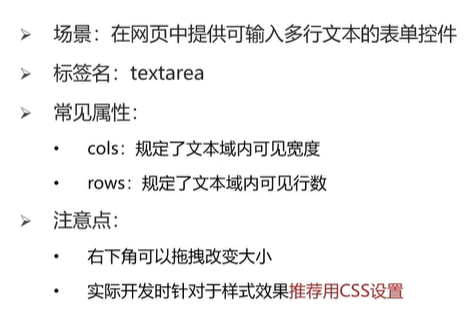 ➢ 场景：在网页中提供可输入多行文本的表单控件
➢ 标签名：textarea
➢ 常见属性：
• cols：规定了文本域内可见宽度
• rows：规定了文本域内可见行数
➢ 注意点：
• 右下角可以拖拽改变大小
• 实际开发时针对于样式效果推荐用CSS设置